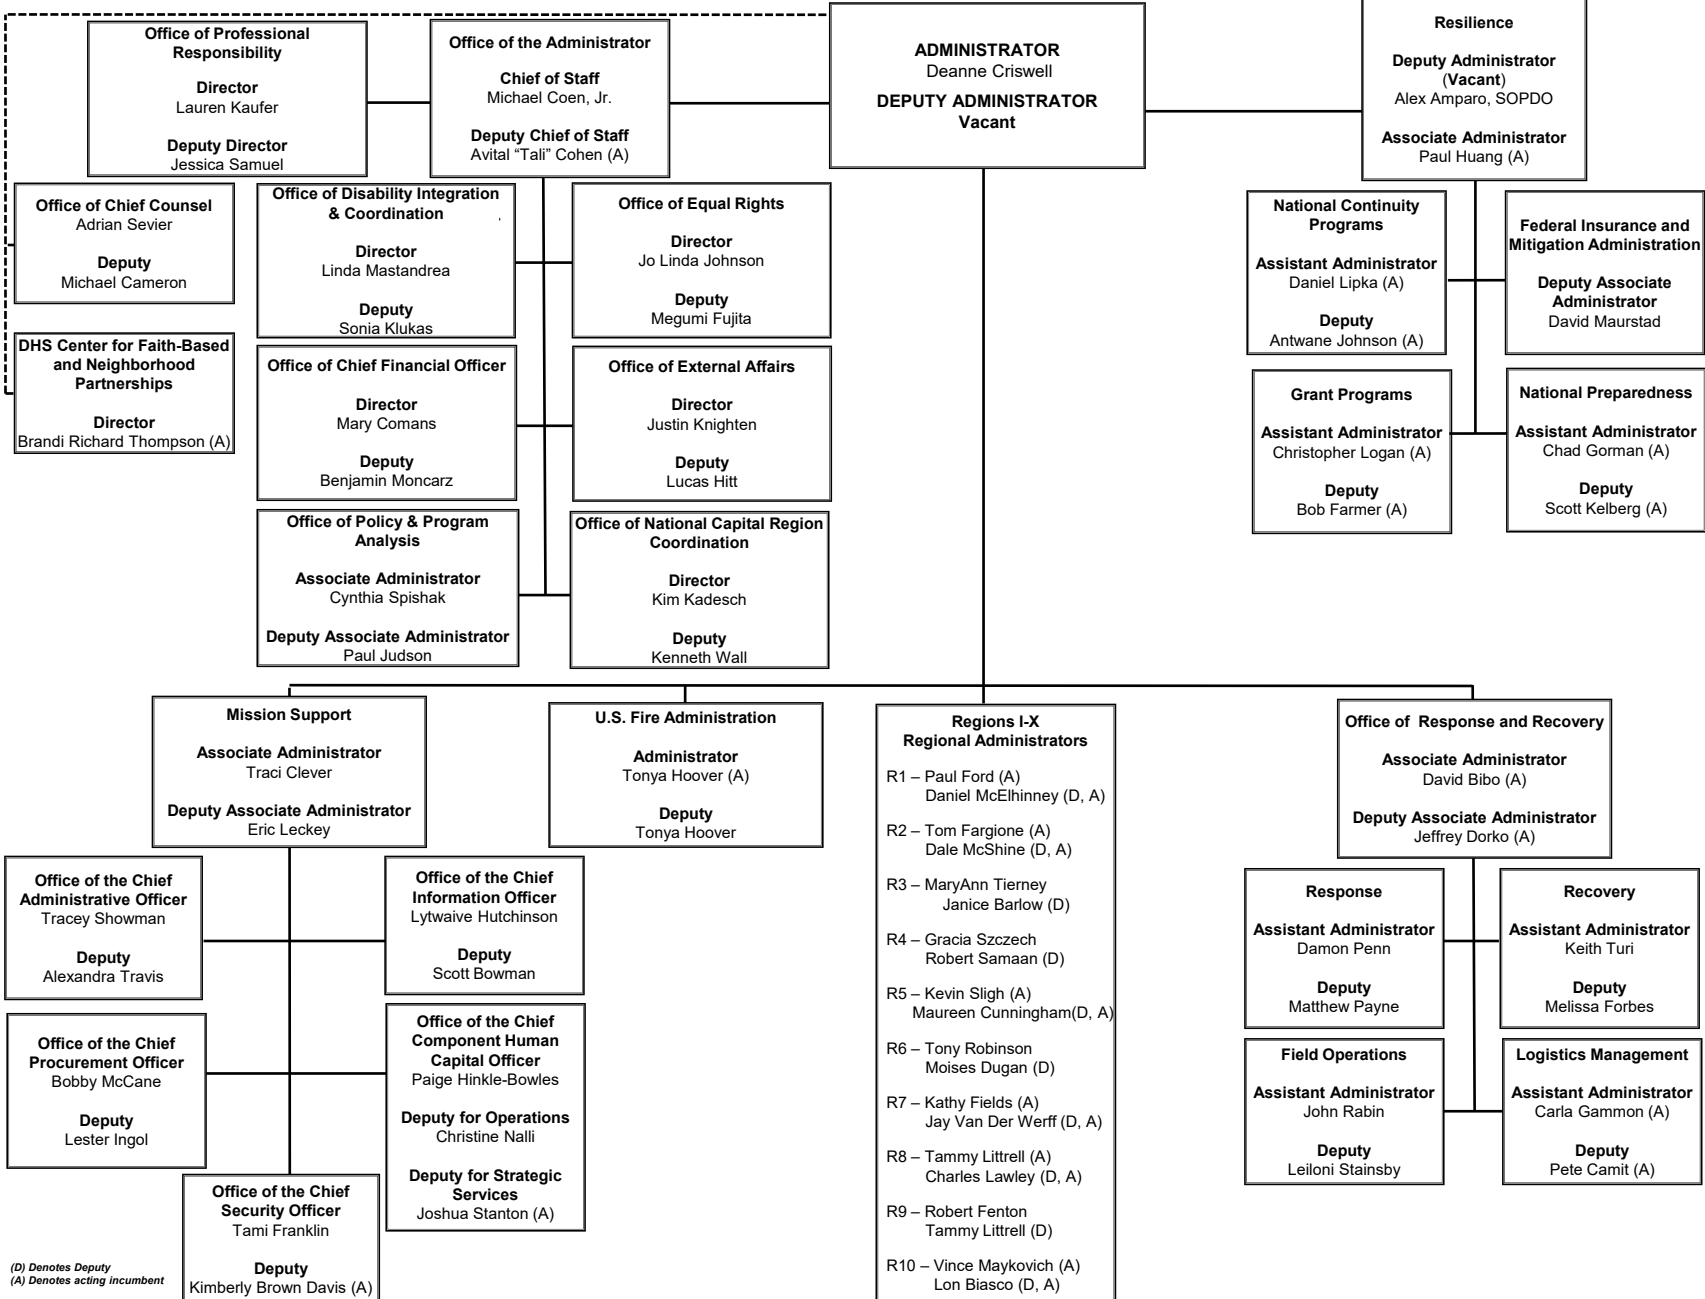 Office of Professional
Responsibility
Director
Lauren Kaufer
Deputy Director
Jessica Samuel
Office of the Administrator
Chief of Staff
Michael Coen, Jr.
Deputy Chief of Staff
Avital “Tali” Cohen (A)
ADMINISTRATOR
Deanne Criswell
DEPUTY ADMINISTRATOR
Vacant
Resilience
Deputy Administrator
(Vacant)
Alex Amparo, SOPDO
Associate Administrator
Paul Huang (A)
Office of Chief Counsel
Adrian Sevier
Deputy
Michael Cameron
Office of Disability Integration
& Coordination
Director
Linda Mastandrea
Deputy
Sonia Klukas
Office of Equal Rights
Director
Jo Linda Johnson
Deputy
Megumi Fujita
National Continuity
Programs
Assistant Administrator
Daniel Lipka (A)
Deputy
Antwane Johnson (A)
Federal Insurance and
Mitigation Administration
Deputy Associate
Administrator
David Maurstad
DHS Center for Faith-Based
and Neighborhood
Partnerships
Director
Brandi Richard Thompson (A)
Office of Chief Financial Officer
Director
Mary Comans
Deputy
Benjamin Moncarz
Office of External Affairs
Director
Justin Knighten
Deputy
Lucas Hitt
Grant Programs
Assistant Administrator
Christopher Logan (A)
Deputy
Bob Farmer (A)
National Preparedness
Assistant Administrator
Chad Gorman (A)
Deputy
Scott Kelberg (A)
Office of Policy & Program
Analysis
Associate Administrator
Cynthia Spishak
Deputy Associate Administrator
Paul Judson
Office of National Capital Region
Coordination
Director
Kim Kadesch
Deputy
Kenneth Wall
Mission Support
Associate Administrator
Traci Clever
Deputy Associate Administrator
Eric Leckey
U.S. Fire Administration
Administrator
Tonya Hoover (A)
Deputy
Tonya Hoover
Regions I-X
Regional Administrators
R1 – Paul Ford (A)
Daniel McElhinney (D, A)
R2 – Tom Fargione (A)
Dale McShine (D, A)
R3 – MaryAnn Tierney
Janice Barlow (D)
R4 – Gracia Szczech
Robert Samaan (D)
R5 – Kevin Sligh (A)
Maureen Cunningham(D, A)
R6 – Tony Robinson
Moises Dugan (D)
R7 – Kathy Fields (A)
Jay Van Der Werff (D, A)
R8 – Tammy Littrell (A)
Charles Lawley (D, A)
R9 – Robert Fenton
Tammy Littrell (D)
R10 – Vince Maykovich (A)
Lon Biasco (D, A)
Office of Response and Recovery
Associate Administrator
David Bibo (A)
Deputy Associate Administrator
Jeffrey Dorko (A)
Office of the Chief
Administrative Officer
Tracey Showman
Deputy
Alexandra Travis
Office of the Chief
Information Officer
Lytwaive Hutchinson
Deputy
Scott Bowman
Response
Assistant Administrator
Damon Penn
Deputy
Matthew Payne
Recovery
Assistant Administrator
Keith Turi
Deputy
Melissa Forbes
Office of the Chief
Procurement Officer
Bobby McCane
Deputy
Lester Ingol
Office of the Chief
Component Human
Capital Officer
Paige Hinkle-Bowles
Deputy for Operations
Christine Nalli
Deputy for Strategic
Services
Joshua Stanton (A)
Field Operations
Assistant Administrator
John Rabin
Deputy
Leiloni Stainsby
Logistics Management
Assistant Administrator
Carla Gammon (A)
Deputy
Pete Camit (A)
Office of the Chief
Security Officer
Tami Franklin
Deputy
Kimberly Brown Davis (A)
(D) Denotes Deputy
(A) Denotes acting incumbent